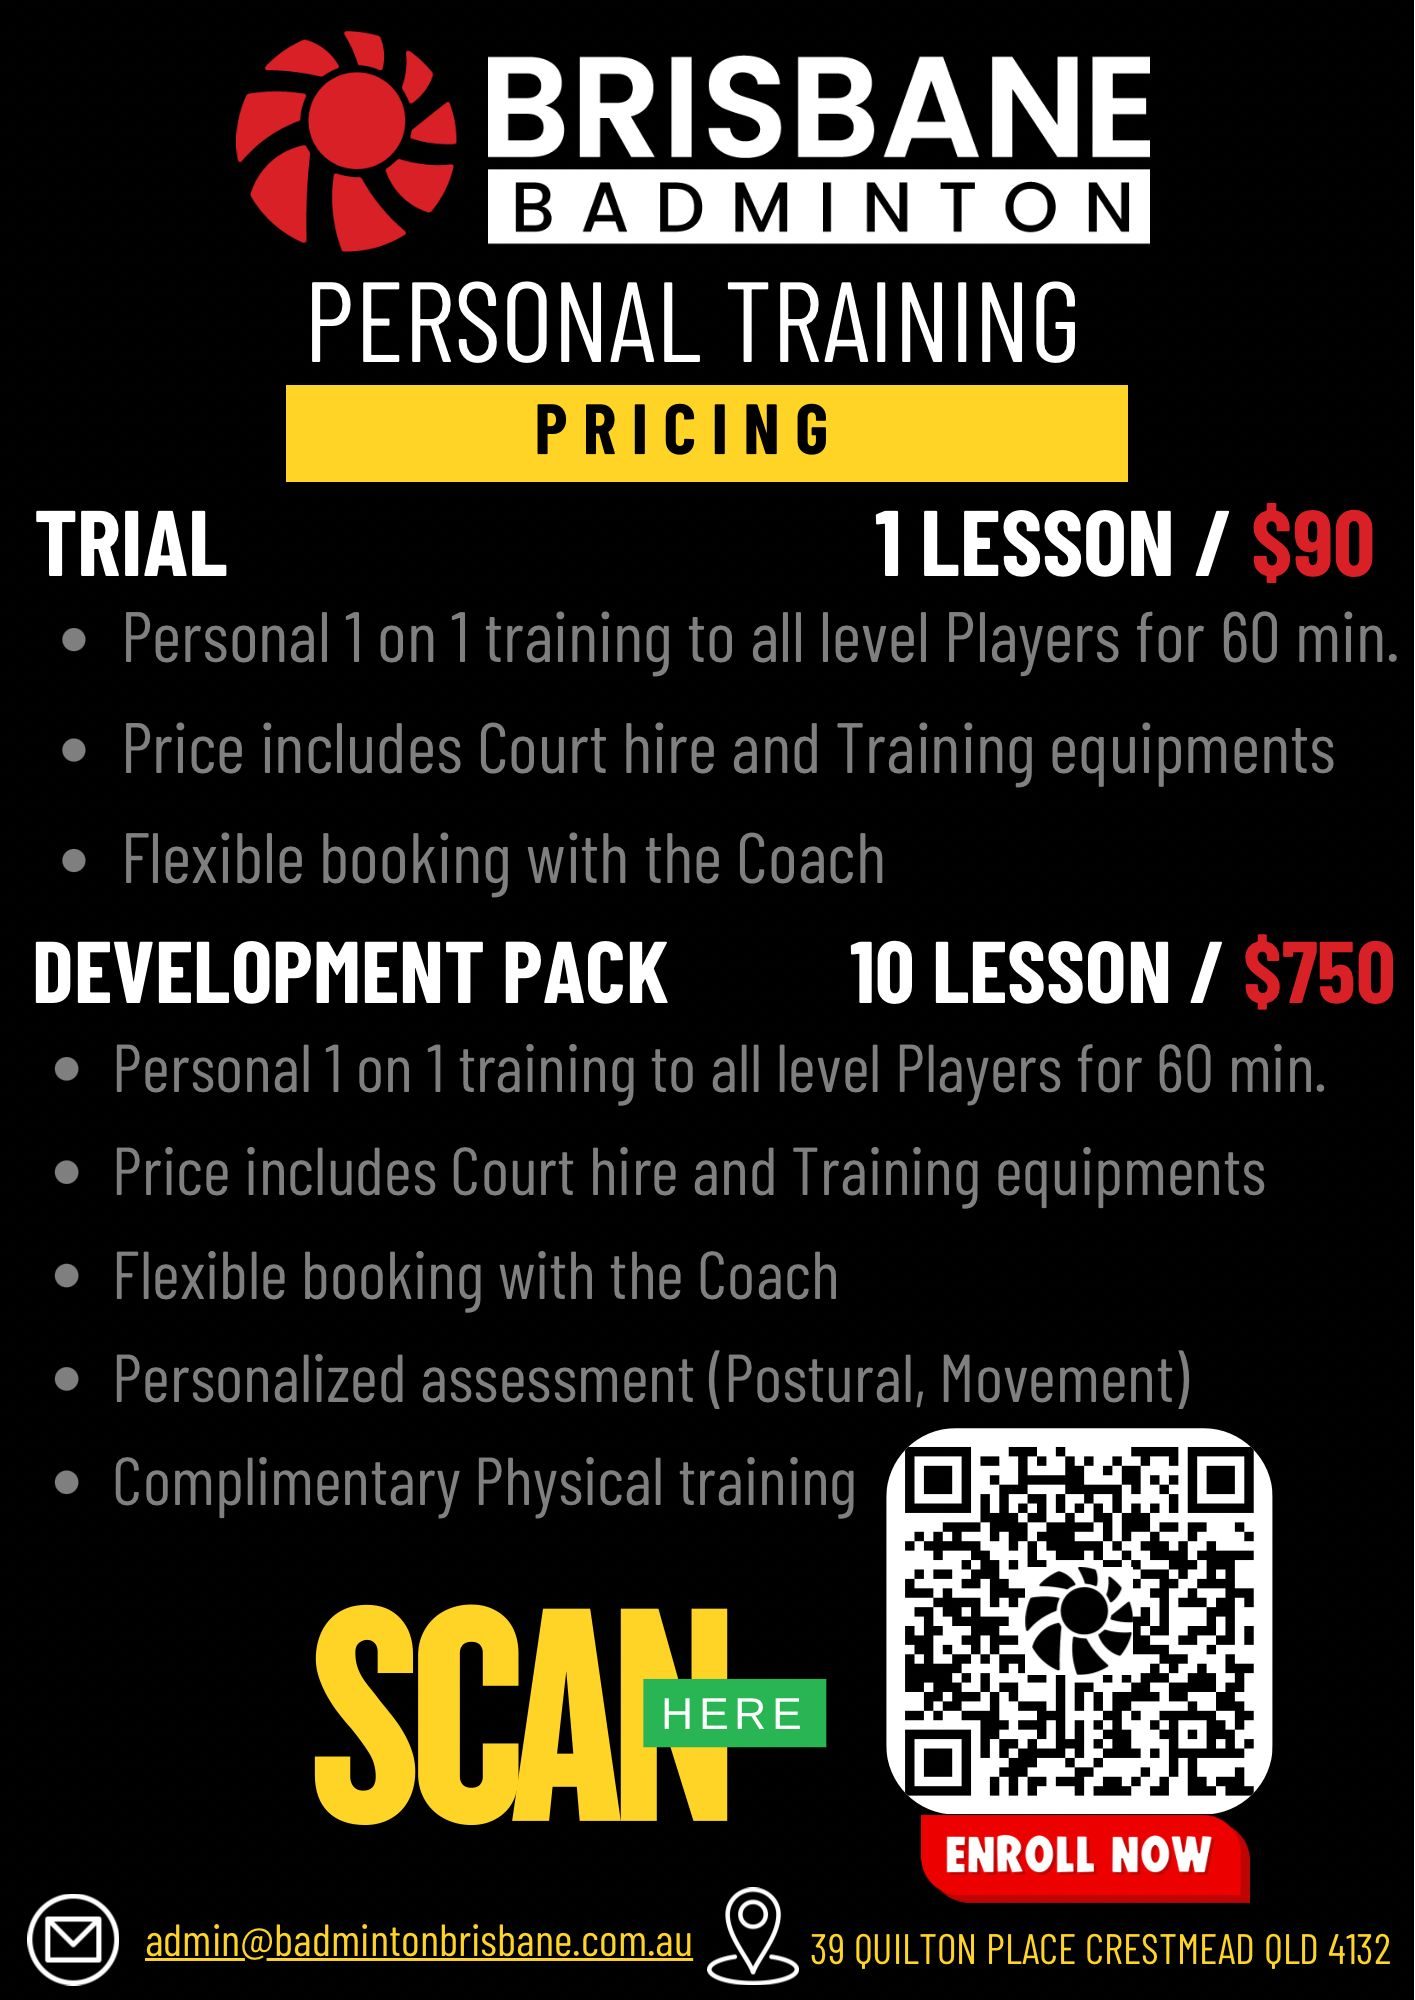 BRISBANE
BADMINTON
PERSONAL TRAINING
PRICING
TRIAL 1 LESSON / $90
• Personal 1 on 1 training to all level Players for 60 min.
• Price includes Court hire and Training equipments
• Flexible booking with the Coach
DEVELOPMENT PACK 10 LESSON / $750
• Personal 1 on 1 training to all level Players for 60 min.
• Price includes Court hire and Training equipments
• Flexible booking with the Coach
• Personalized assessment (Postural, Movement)
• Complimentary Physical training
SCAN
HERE
ENROLL NOW
admin@badmintonbrisbane.com.au 39 QUILTON PLACE CRESTMEAD QLD 4132